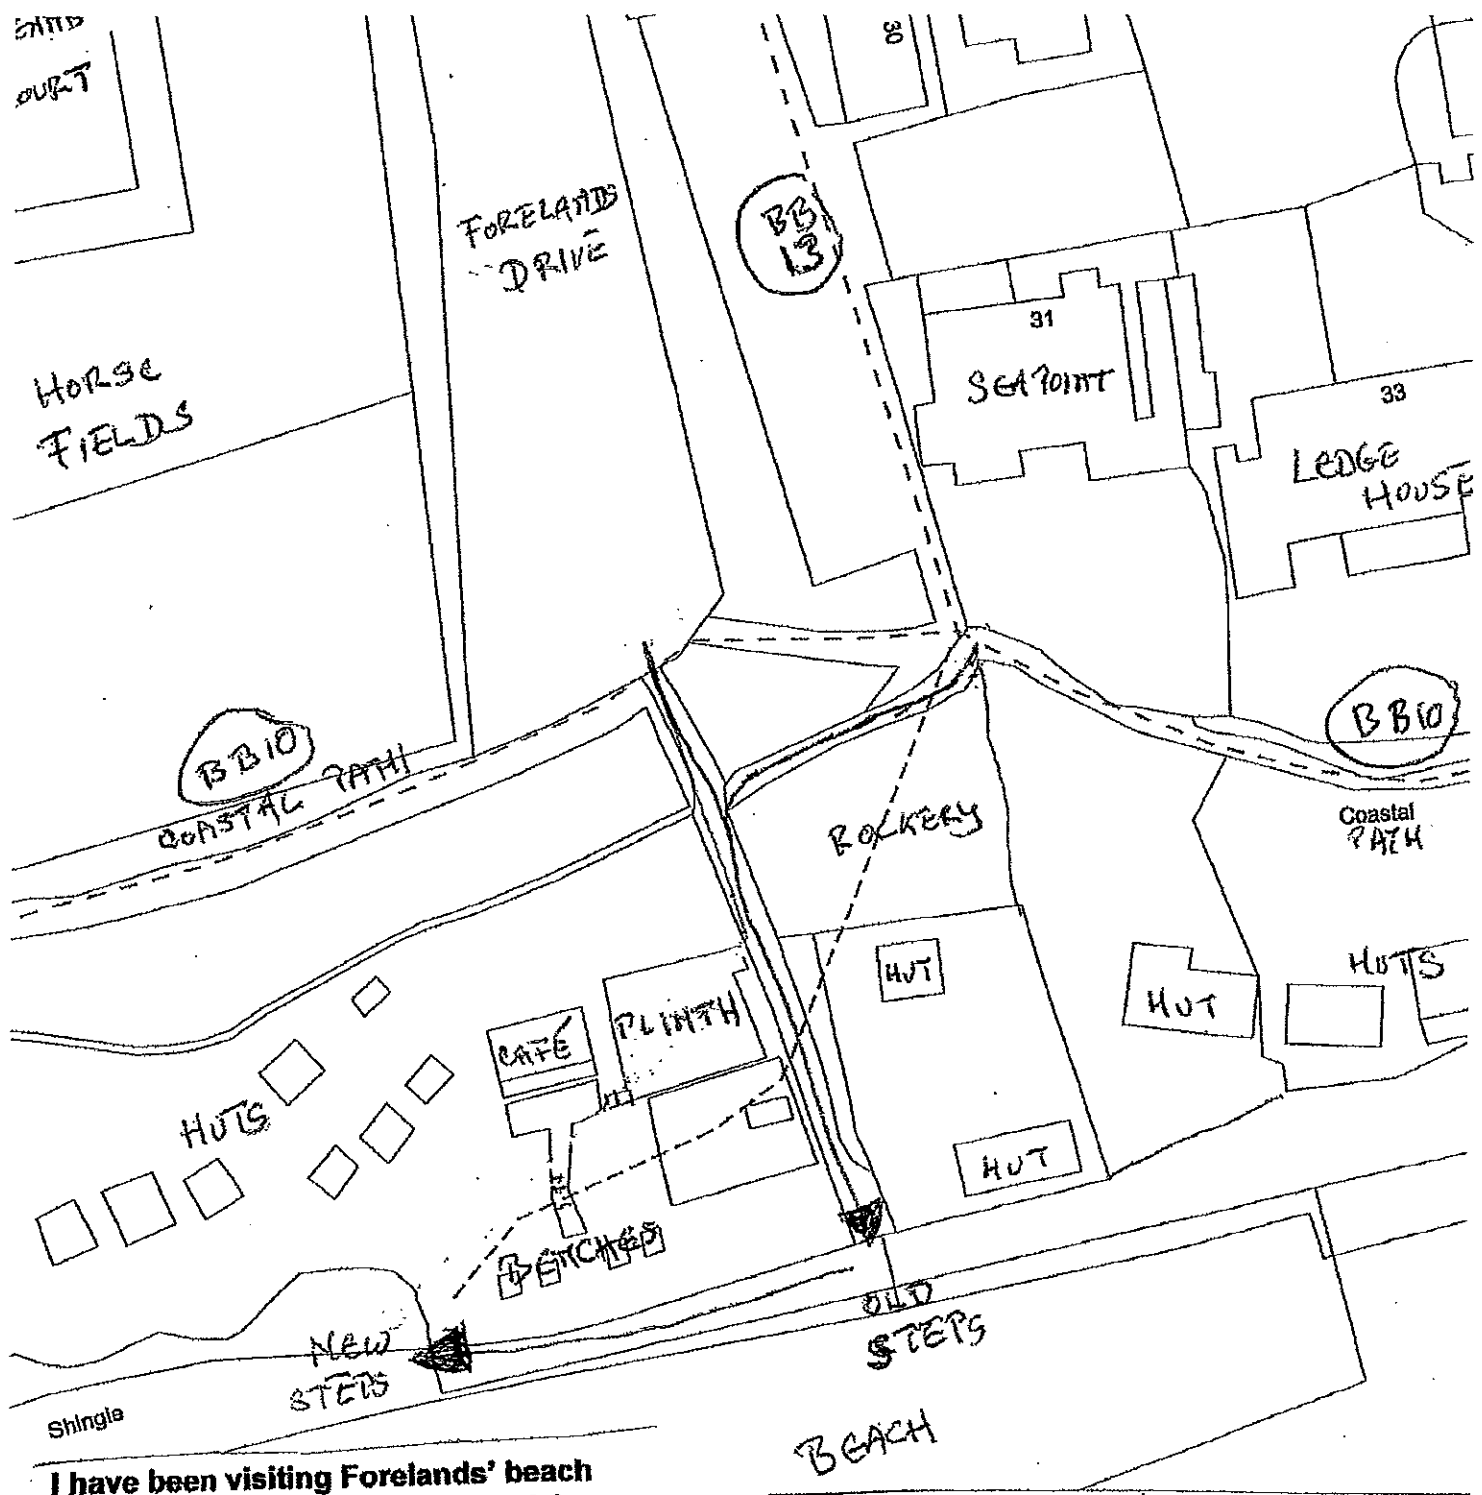 OURT
30
FORELANDS
DRIVE
BB
13
HORSE
FIELDS
31
SEAPOINT
33
LEDGE
HOUSE
BB10
COASTAL PATH
BB10
Coastal
PATH
ROCKERY
HUT
HUT
HUTS
CAFÉ
PLINTH
HUTS
HUT
BENCHES
OLD
STEPS
NEW
STEPS
Shingle
BEACH
I have been visiting Forelands' beach